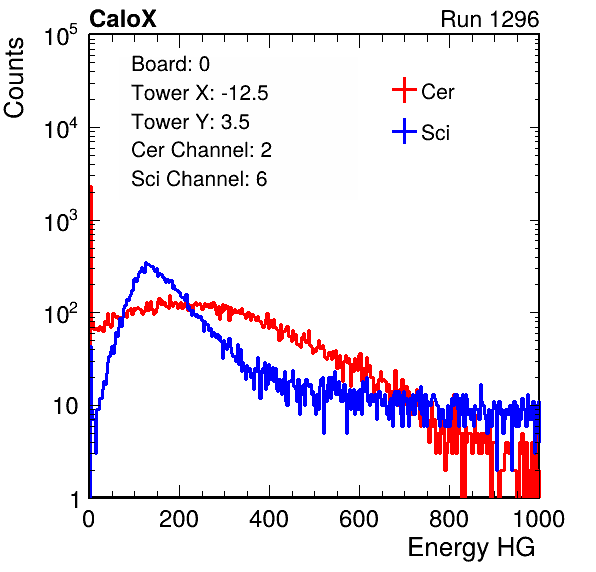 CaloX Run 1296
Counts
10^5
10^4
10^3
10^2
10
1
Board: 0
Tower X: -12.5
Tower Y: 3.5
Cer Channel: 2
Sci Channel: 6
Cer
Sci
0 200 400 600 800 1000
Energy HG